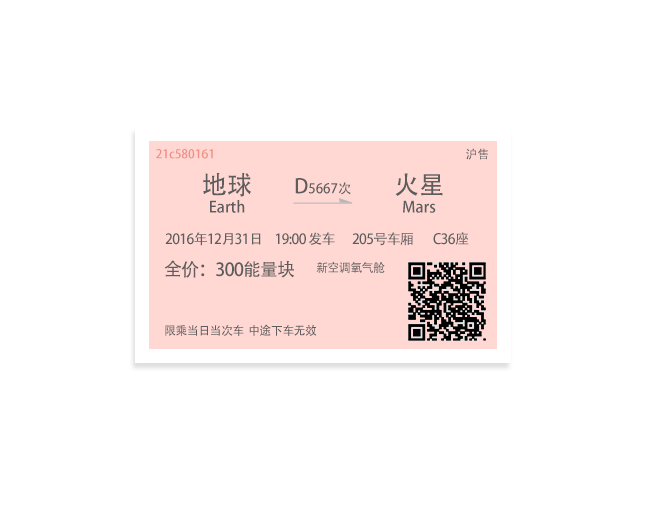 21c580161 沪售
地球 D5667次 火星
Earth Mars
2016年12月31日 19:00 发车 205号车厢 C36座
全价：300能量块 新空调氢气舱
限乘当日当次车 中途下车无效